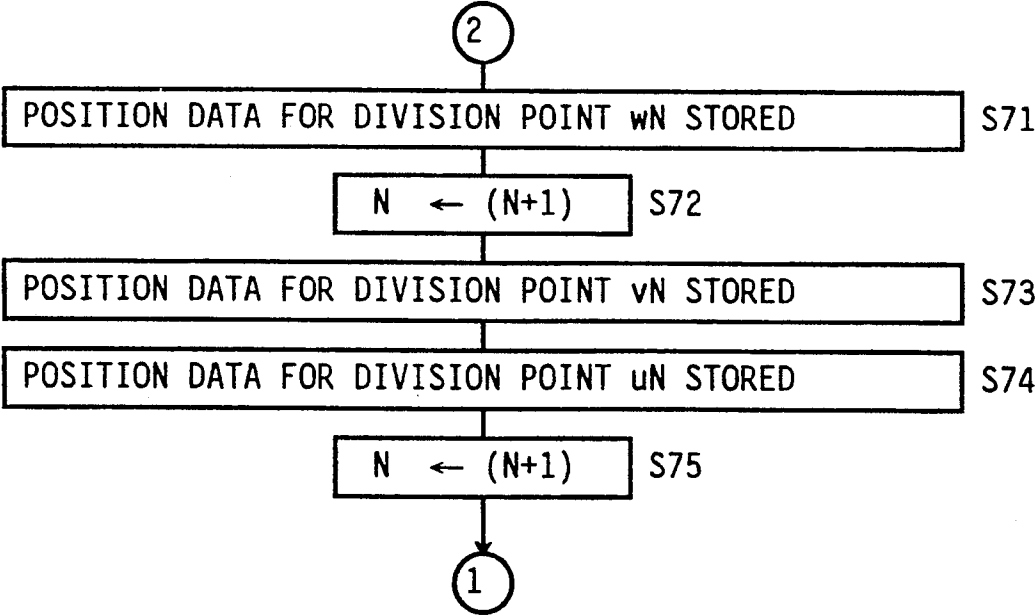 2
POSITION DATA FOR DIVISION POINT wN STORED S71
N ← (N+1) S72
POSITION DATA FOR DIVISION POINT vN STORED S73
POSITION DATA FOR DIVISION POINT uN STORED S74
N ← (N+1) S75
1